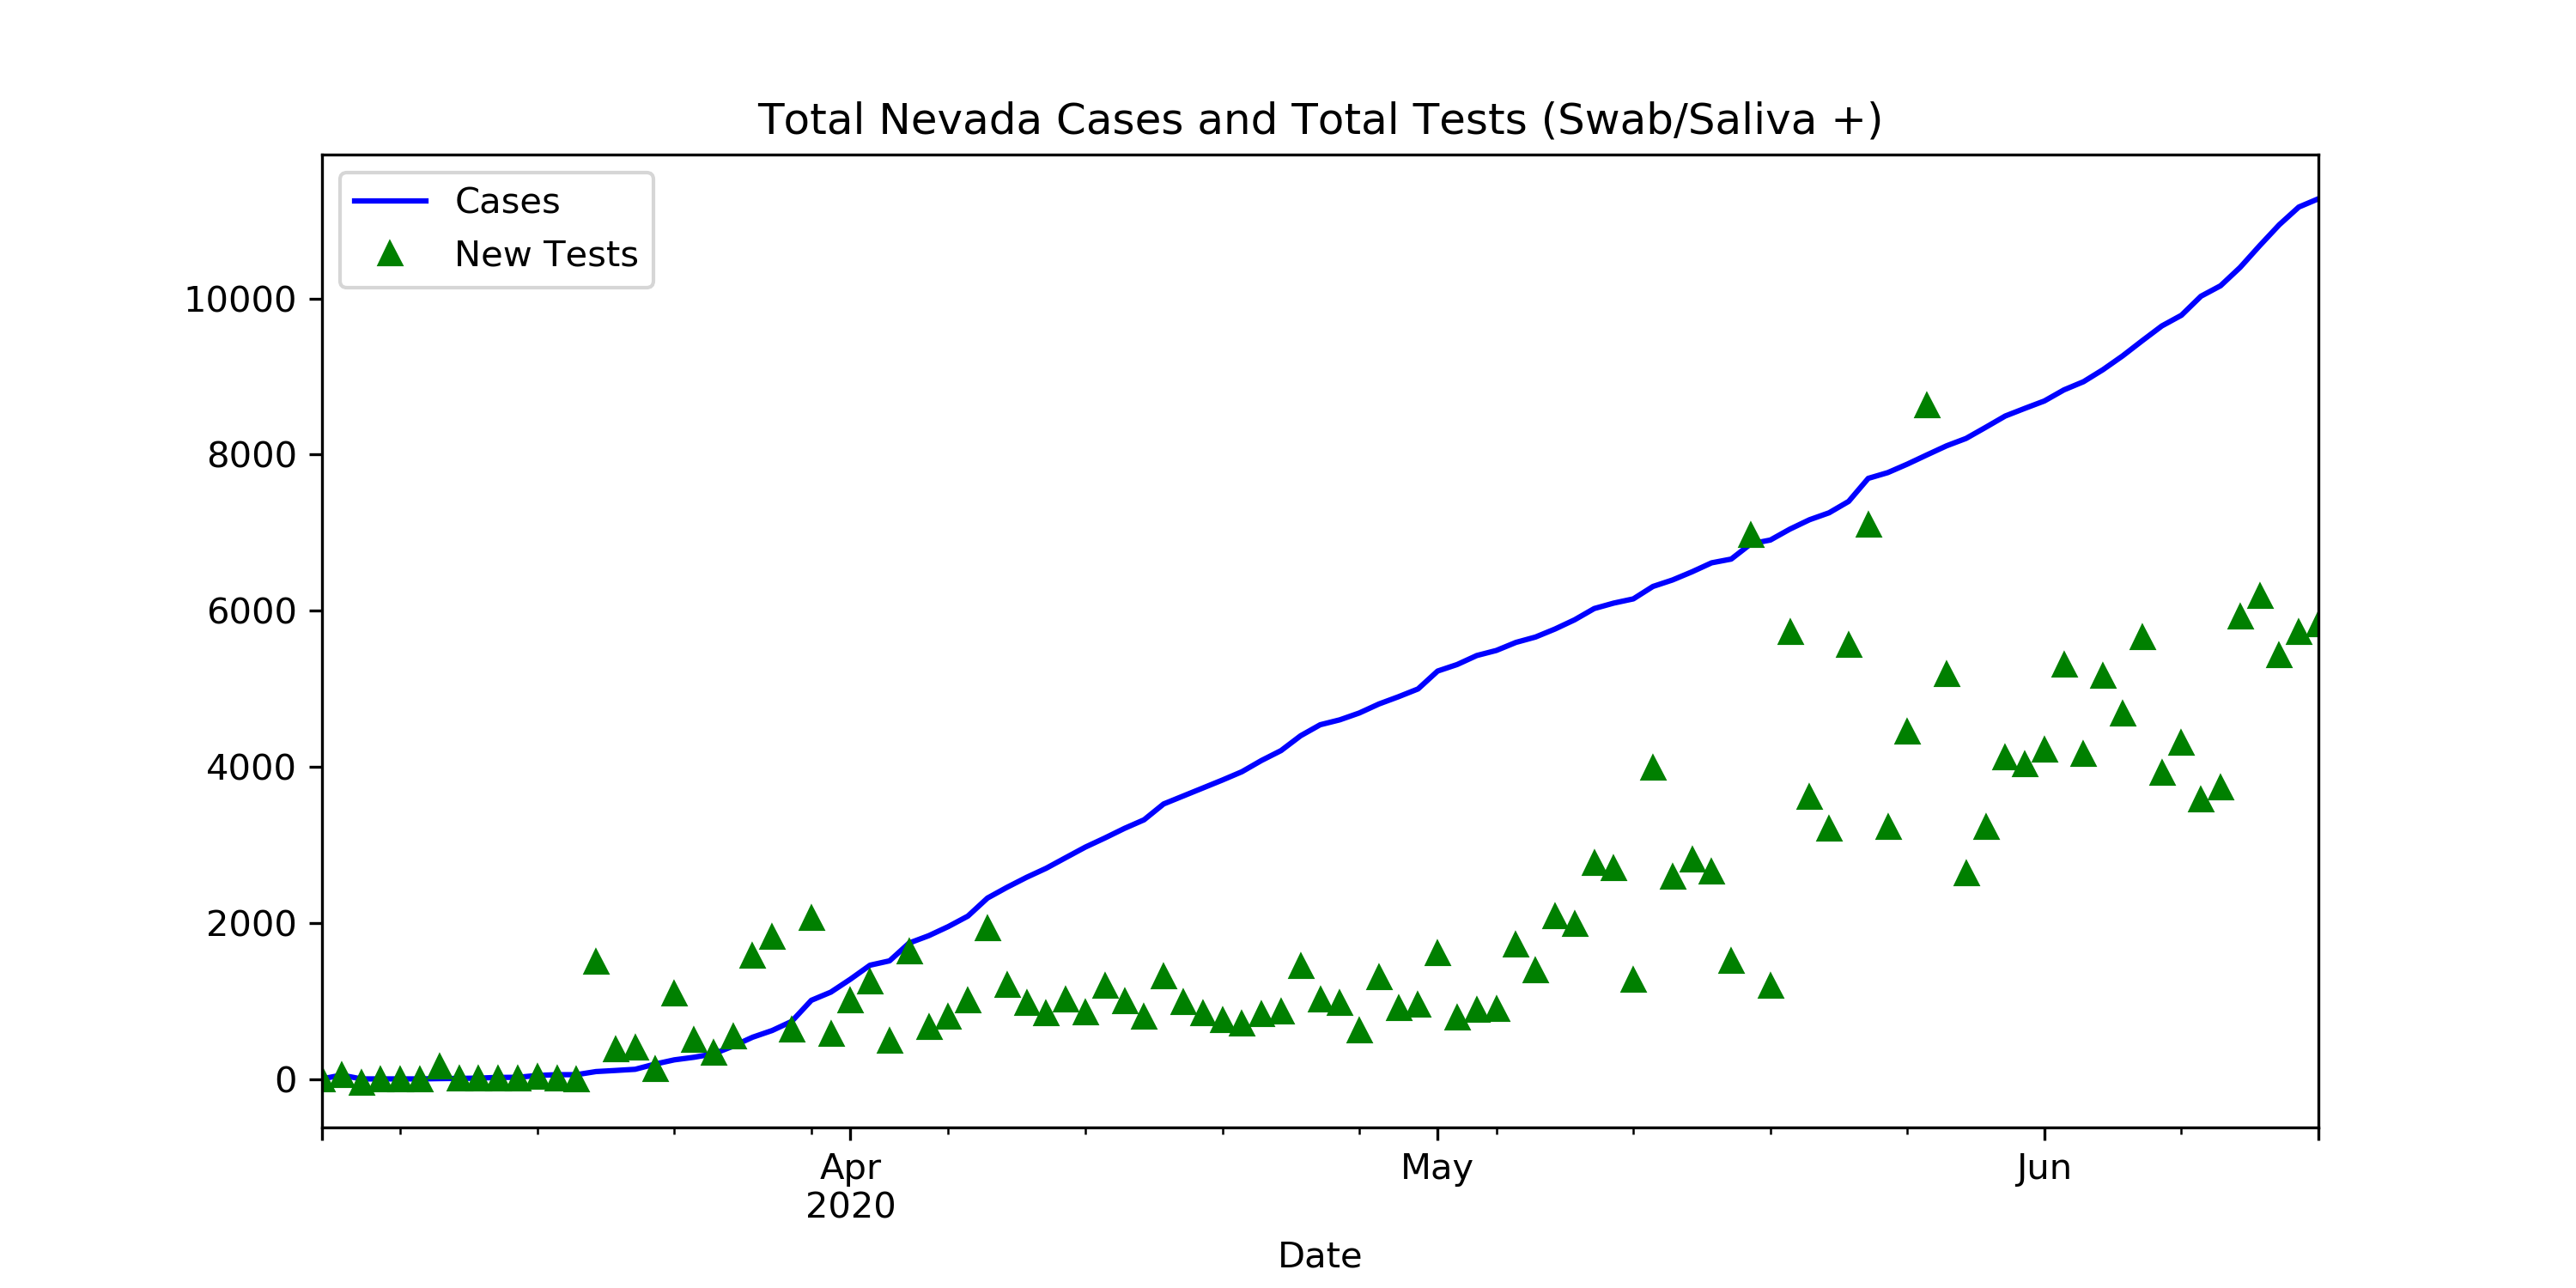 Total Nevada Cases and Total Tests (Swab/Saliva +)
Cases
New Tests
10000
8000
6000
4000
2000
0
Apr
2020
May
Jun
Date